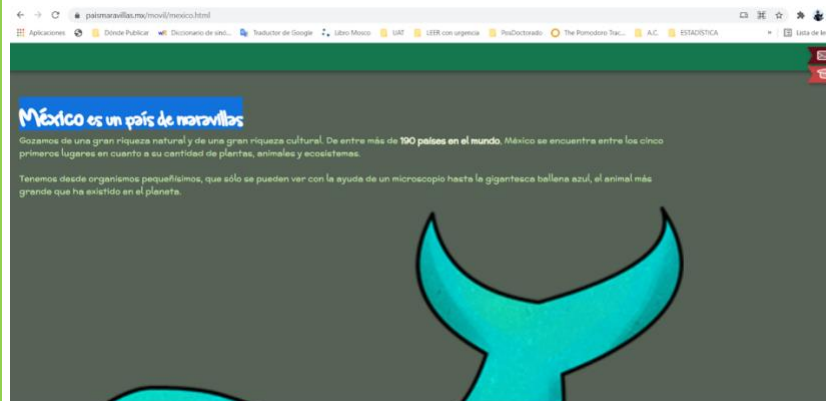 paismaravillas.mx/movil/mexico.html
Aplicaciones Dónde Publicar Diccionario de sinó... Traductor de Google Libro Mosco UAT LEER con urgencia PosDoctorado The Pomodoro Trac... A.C. ESTADÍSTICA » Lista de le
México es un país de maravillas
Gozamos de una gran riqueza natural y de una gran riqueza cultural. De entre más de 190 países en el mundo, México se encuentra entre los cinco
primeros lugares en cuanto a su cantidad de plantas, animales y ecosistemas.
Tenemos desde organismos pequeñísimos, que sólo se pueden ver con la ayuda de un microscopio hasta la gigantesca ballena azul, el animal más
grande que ha existido en el planeta.